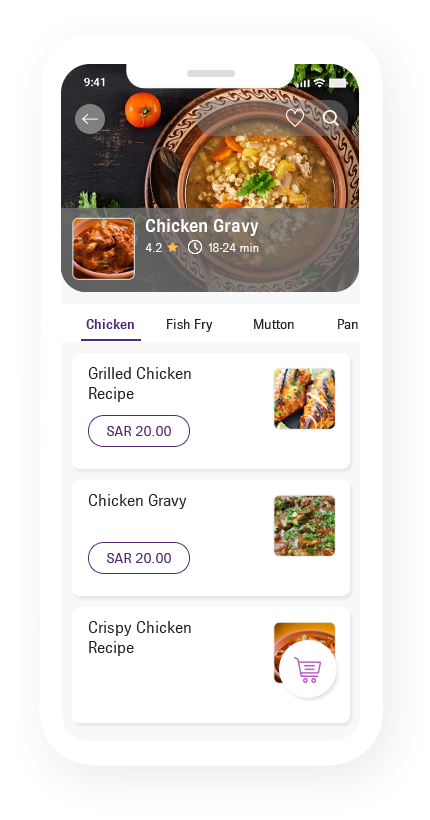 9:41
Chicken Gravy
4.2 18-24 min
Chicken Fish Fry Mutton Pan
Grilled Chicken
Recipe
SAR 20.00
Chicken Gravy
SAR 20.00
Crispy Chicken
Recipe